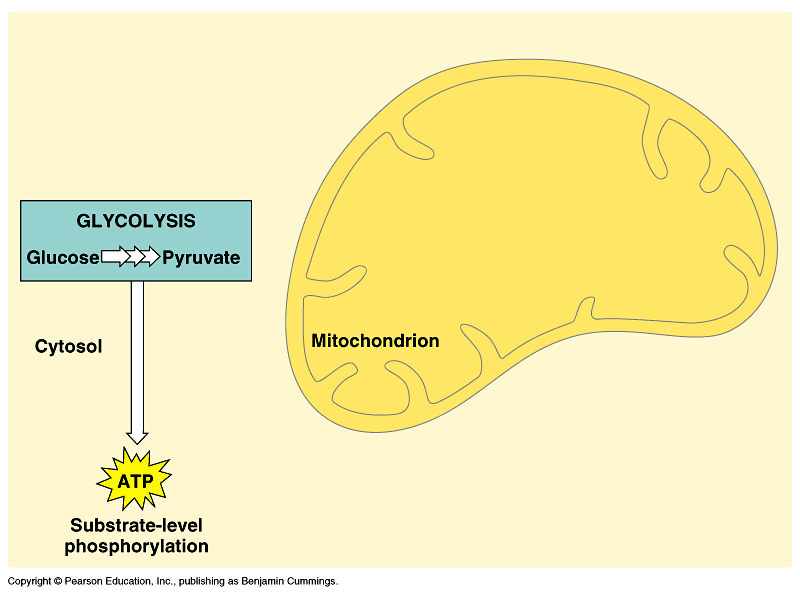 GLYCOLYSIS
Glucose Pyruvate
Cytosol
Mitochondrion
ATP
Substrate-level
phosphorylation
Copyright © Pearson Education, Inc., publishing as Benjamin Cummings.